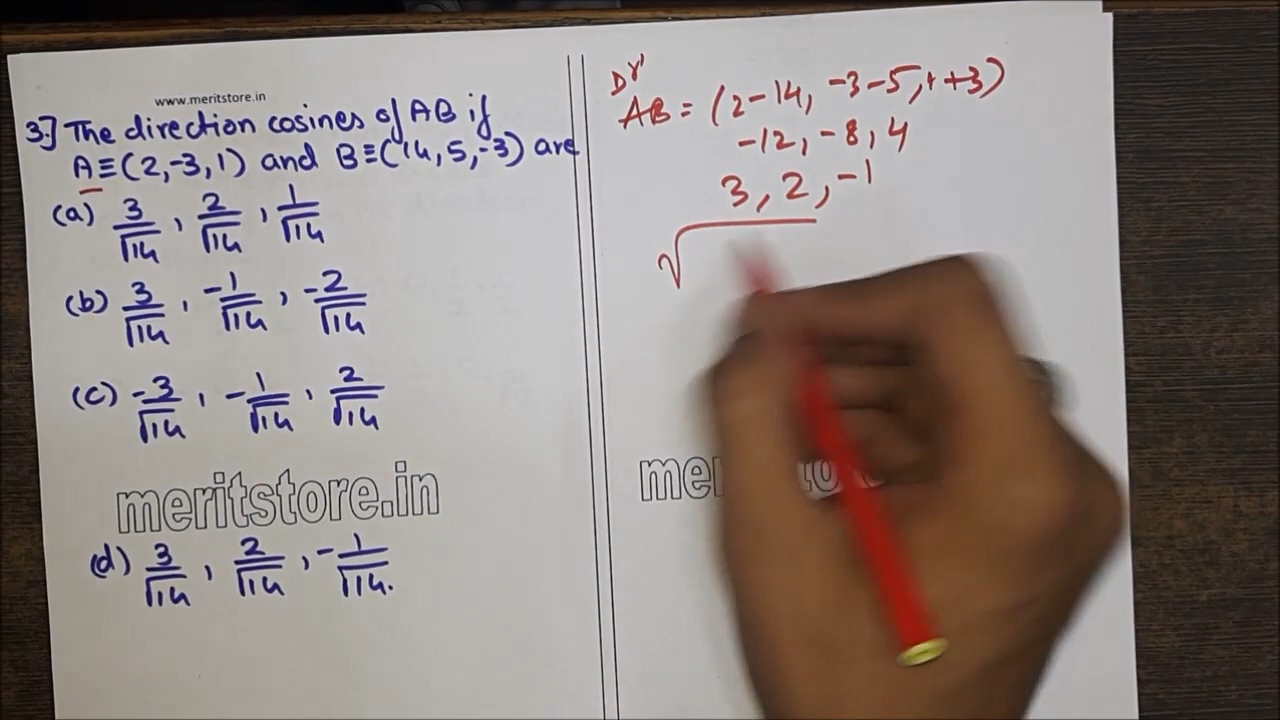 www.meritstore.in
3] The direction cosines of AB if
A≡(2,-3,1) and B≡(14,5,-3) are
(a) 3/√14 , 2/√14 , 1/√14
(b) 3/√14 , -1/√14 , -2/√14
(c) -3/√14 , -1/√14 , 2/√14
meritstore.in
(d) 3/√14 , 2/√14 , -1/√14.
Dr'
AB = (2-14, -3-5, ++3)
-12, -8, 4
3, 2, -1
√